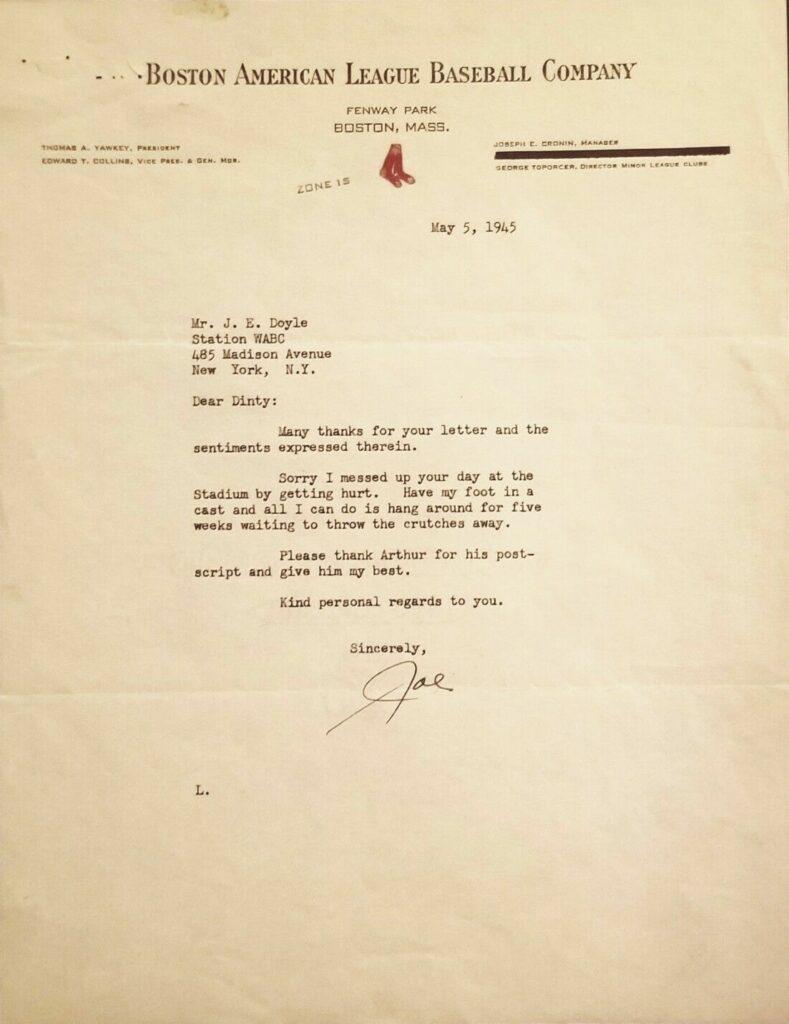 BOSTON AMERICAN LEAGUE BASEBALL COMPANY
FENWAY PARK
BOSTON, MASS.
THOMAS A. YAWKEY, PRESIDENT
EDWARD T. COLLINS, VICE PRES. & GEN. MGR.
JOSEPH E. CRONIN, MANAGER
GEORGE TOPORCER, DIRECTOR MINOR LEAGUE CLUBS
ZONE 15
May 5, 1945
Mr. J. E. Doyle
Station WABC
485 Madison Avenue
New York, N.Y.
Dear Dinty:
Many thanks for your letter and the
sentiments expressed therein.
Sorry I messed up your day at the
Stadium by getting hurt. Have my foot in a
cast and all I can do is hang around for five
weeks waiting to throw the crutches away.
Please thank Arthur for his post-
script and give him my best.
Kind personal regards to you.
Sincerely,
Joe
L.